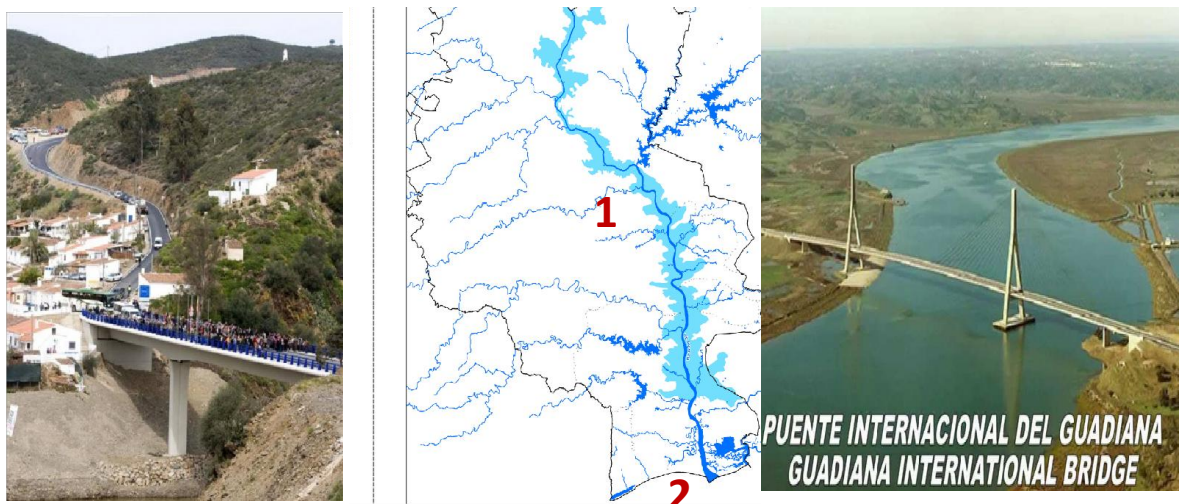 1
2
PUENTE INTERNACIONAL DEL GUADIANA
GUADIANA INTERNATIONAL BRIDGE